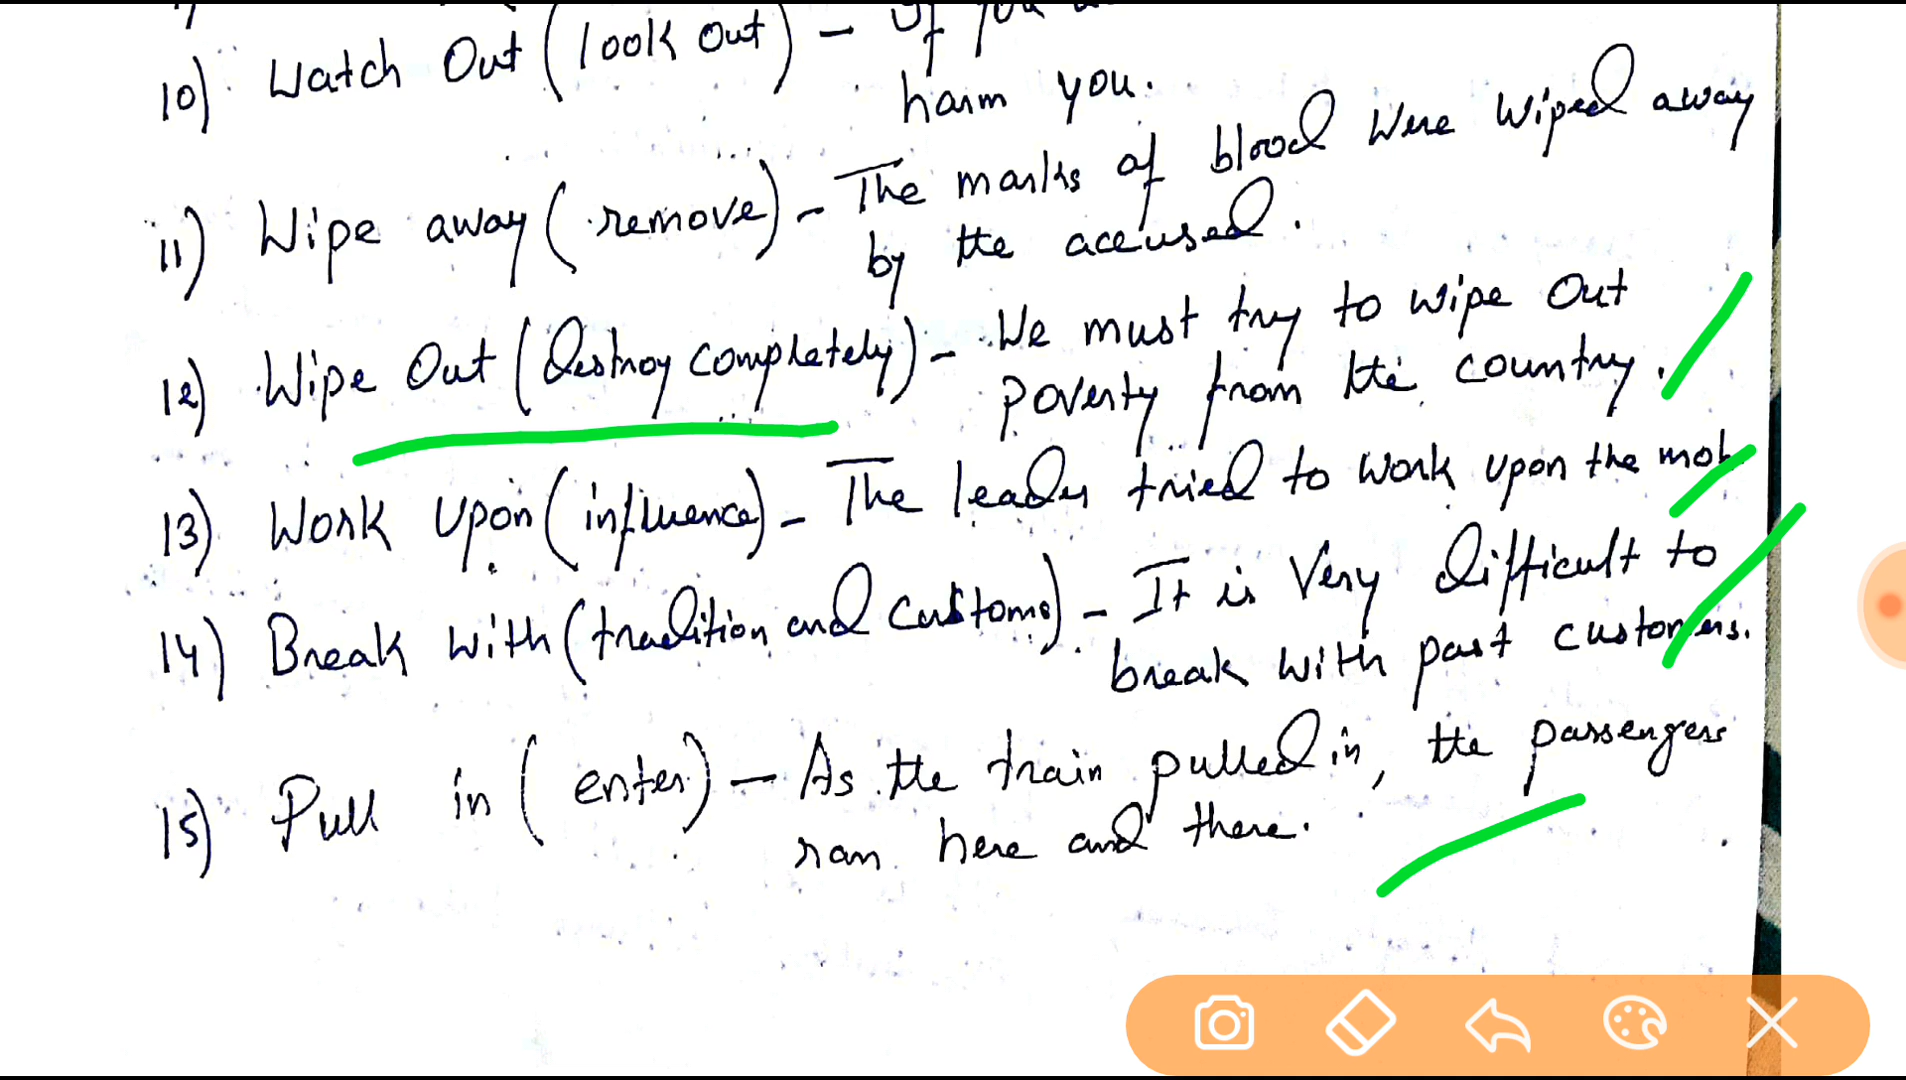 10) Watch Out (look out) - If you
harm you.
11) Wipe away (remove) - The marks of blood were wiped away
by the accused.
12) Wipe Out (Destroy completely) - We must try to wipe out
poverty from the country.
13) Work Upon (influence) - The leader tried to work upon the mob
14) Break with (tradition and customs) - It is very difficult to
break with past customers.
15) Pull in (enter) - As the train pulled in, the passengers
ran here and there.